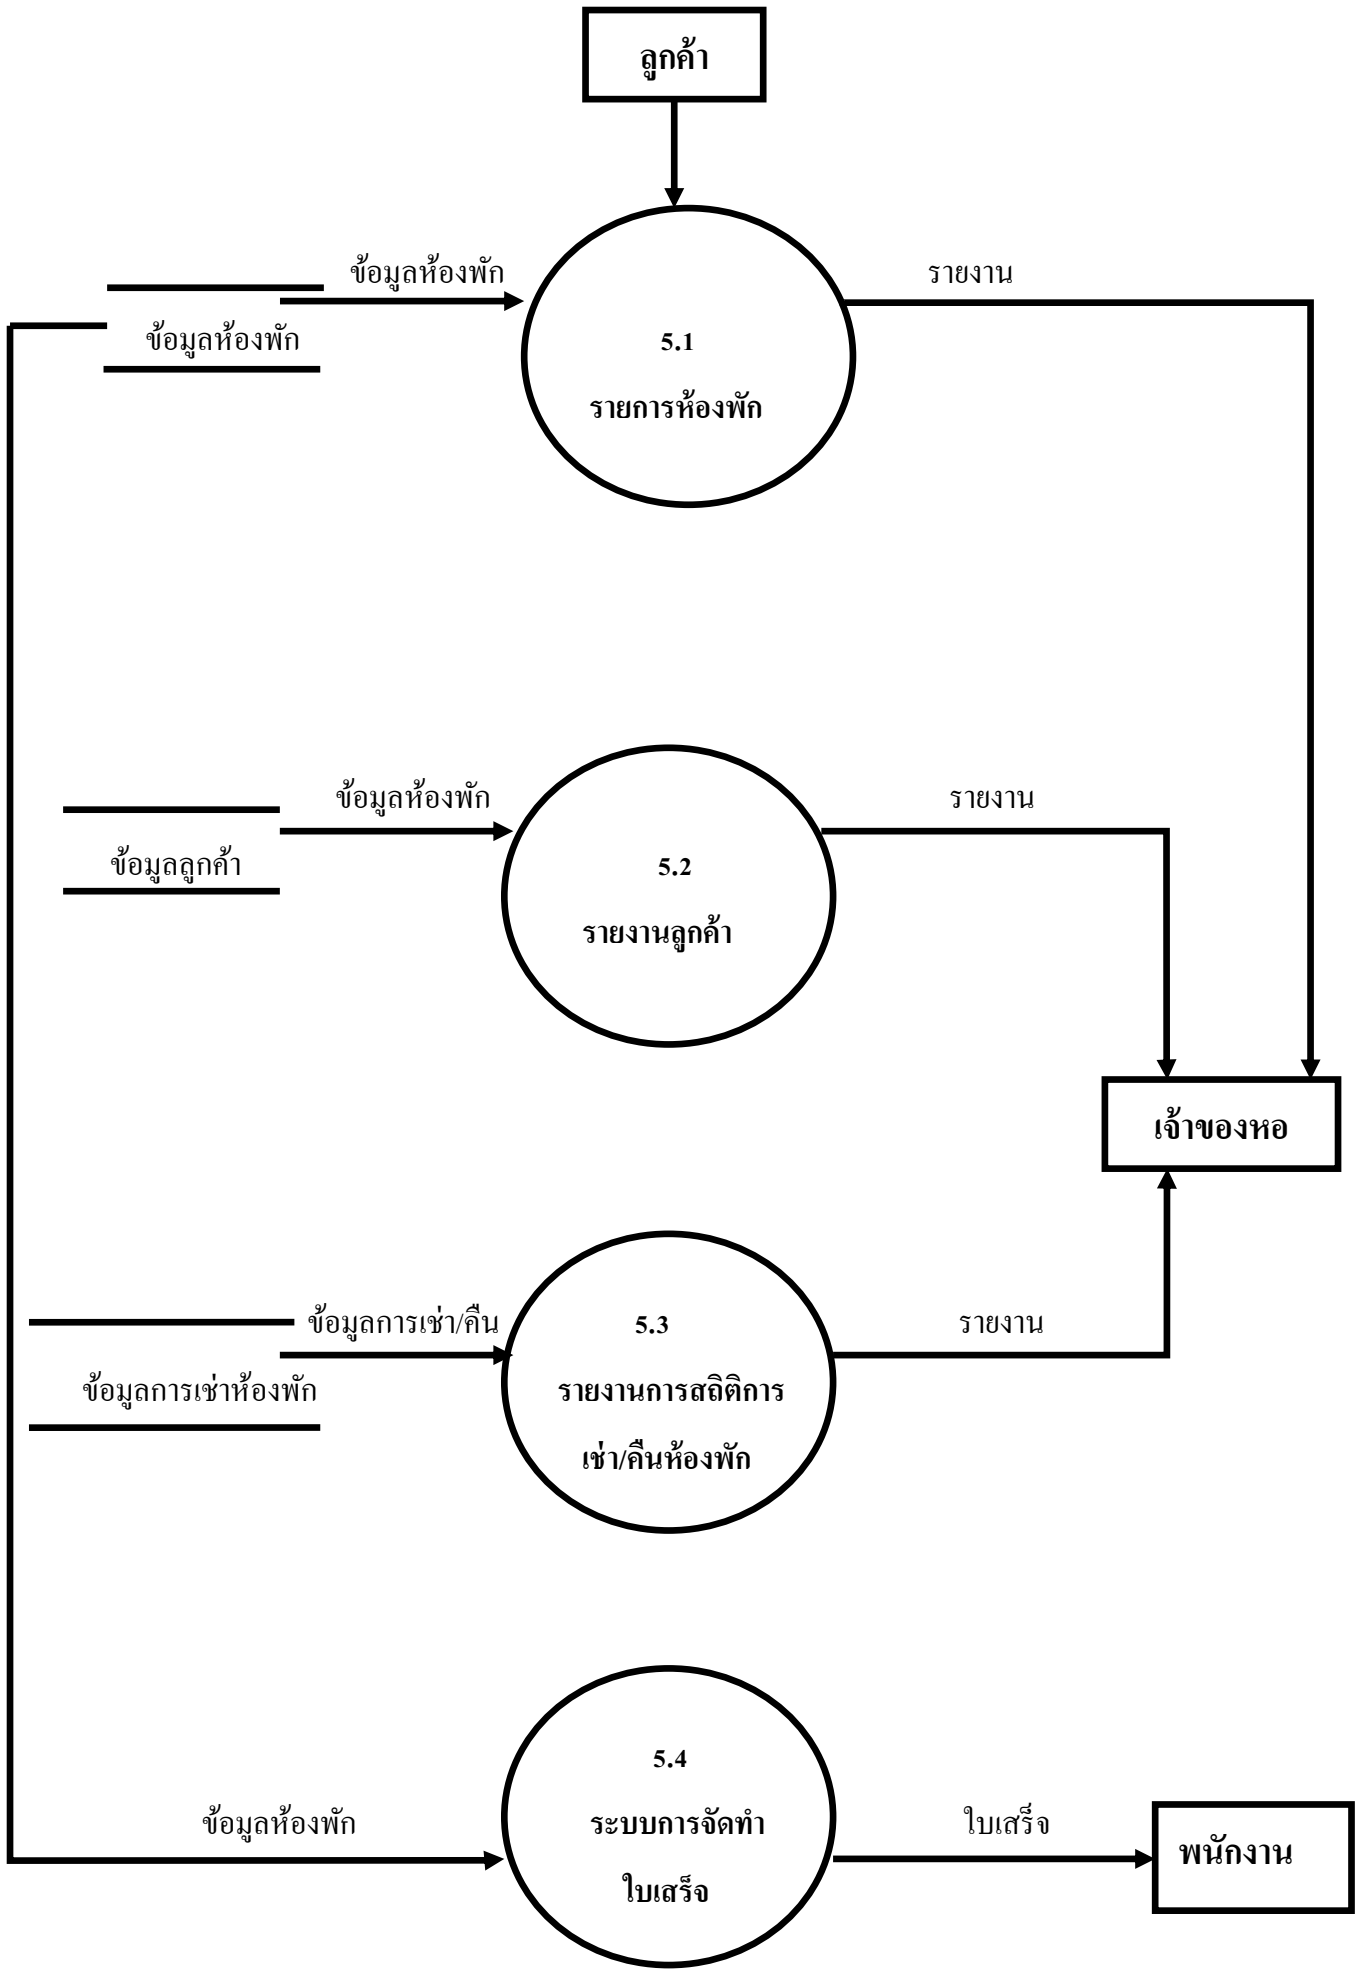 ลูกค้า
ข้อมูลห้องพัก
รายงาน
ข้อมูลห้องพัก
5.1
รายการห้องพัก
ข้อมูลห้องพัก
รายงาน
ข้อมูลลูกค้า
5.2
รายงานลูกค้า
เจ้าของหอ
ข้อมูลการเช่า/คืน
5.3
รายงาน
ข้อมูลการเช่าห้องพัก
รายงานการสถิติการ
เช่า/คืนห้องพัก
5.4
ข้อมูลห้องพัก
ระบบการจัดทำ
ใบเสร็จ
ใบเสร็จ
พนักงาน